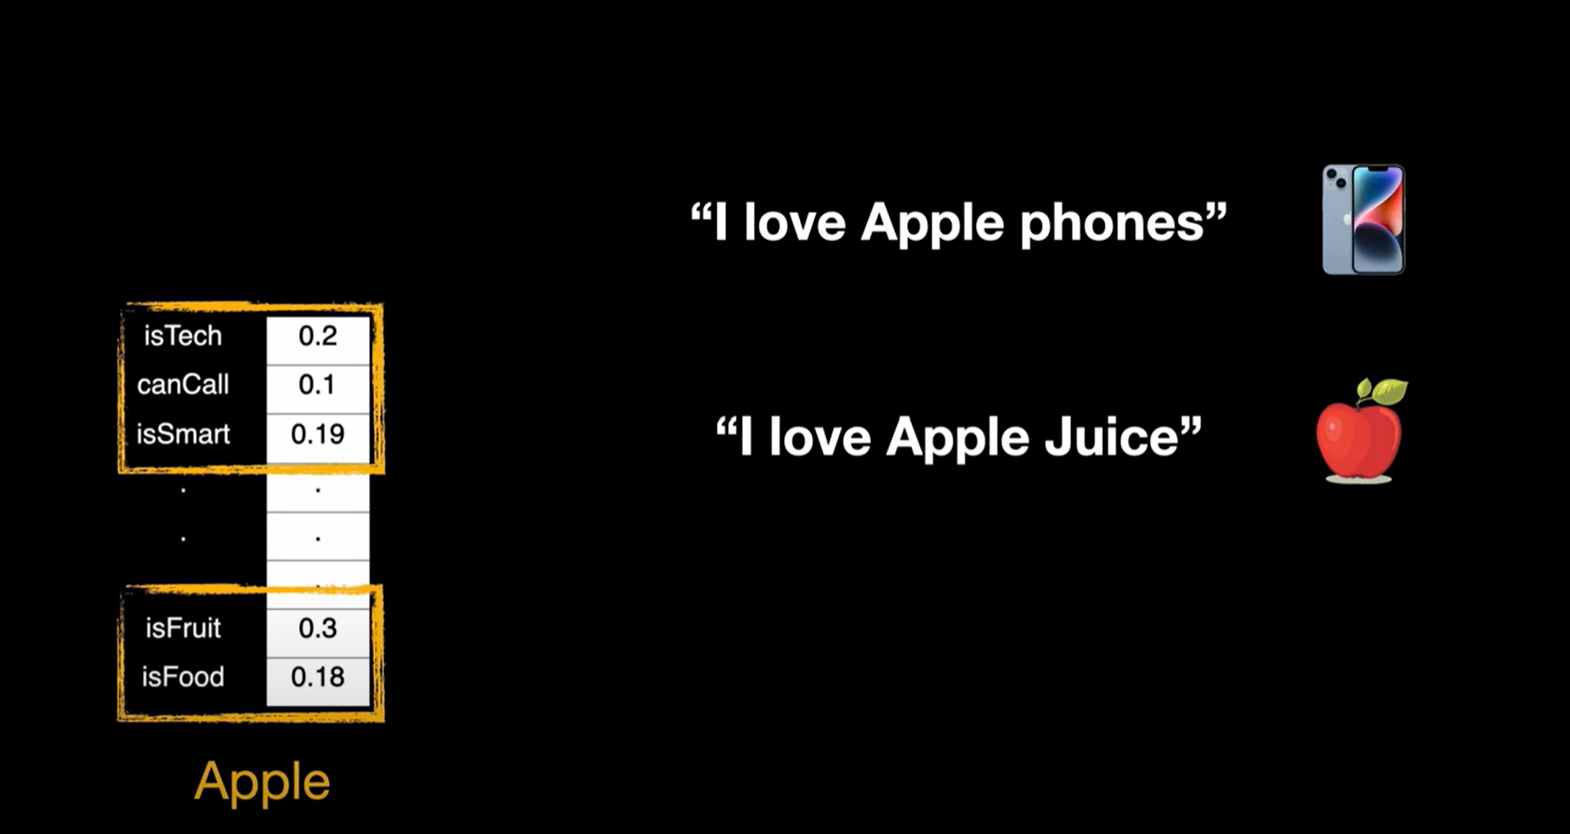 “I love Apple phones”
“I love Apple Juice”
isTech 0.2
canCall 0.1
isSmart 0.19
. .
. .
isFruit 0.3
isFood 0.18
Apple